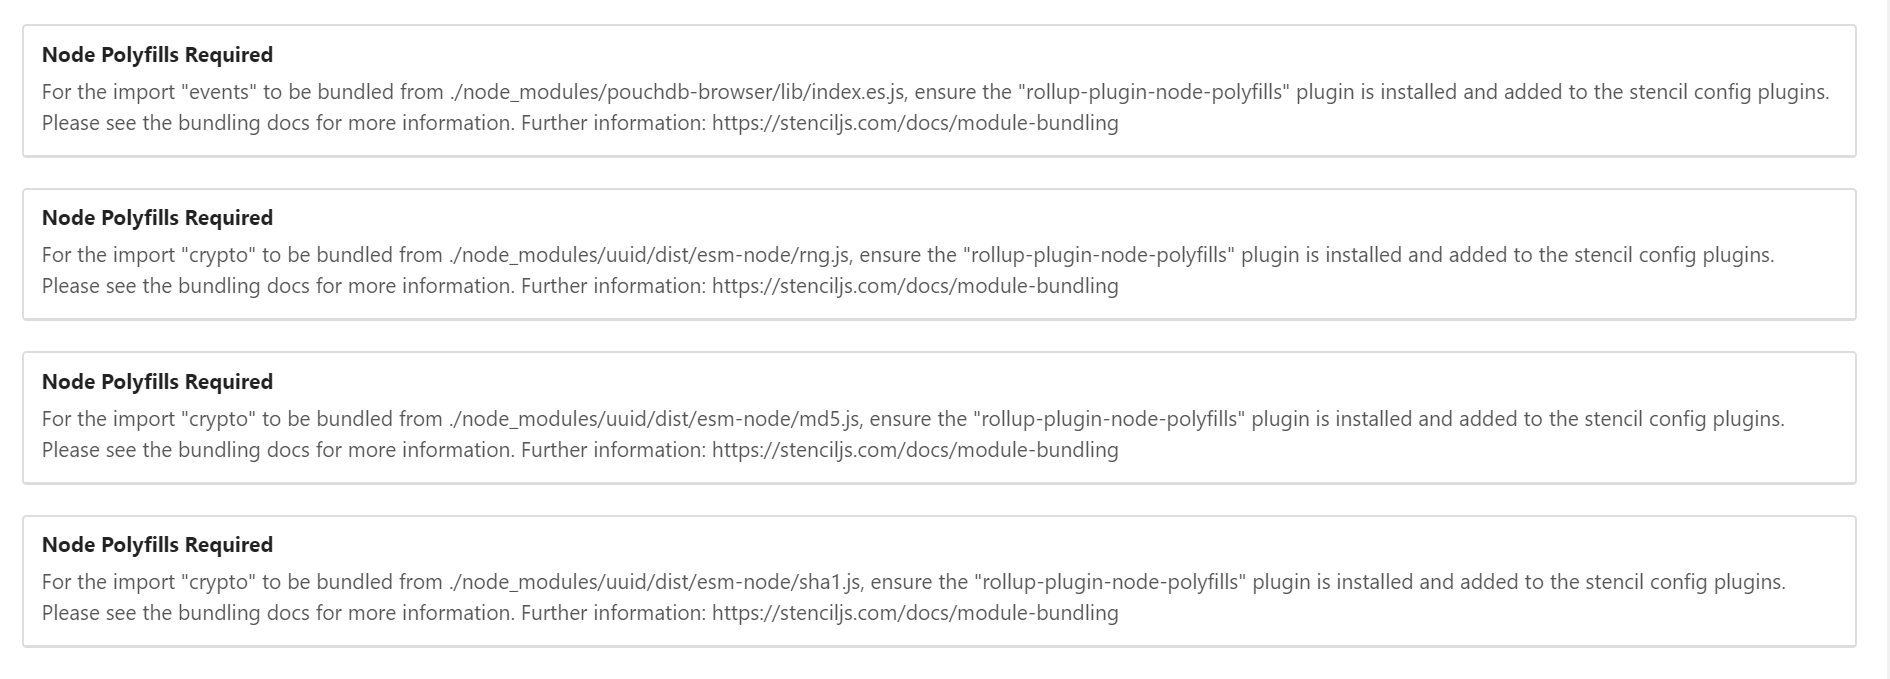 Node Polyfills Required
For the import "events" to be bundled from ./node_modules/pouchdb-browser/lib/index.es.js, ensure the "rollup-plugin-node-polyfills" plugin is installed and added to the stencil config plugins.
Please see the bundling docs for more information. Further information: https://stenciljs.com/docs/module-bundling
Node Polyfills Required
For the import "crypto" to be bundled from ./node_modules/uuid/dist/esm-node/rng.js, ensure the "rollup-plugin-node-polyfills" plugin is installed and added to the stencil config plugins.
Please see the bundling docs for more information. Further information: https://stenciljs.com/docs/module-bundling
Node Polyfills Required
For the import "crypto" to be bundled from ./node_modules/uuid/dist/esm-node/md5.js, ensure the "rollup-plugin-node-polyfills" plugin is installed and added to the stencil config plugins.
Please see the bundling docs for more information. Further information: https://stenciljs.com/docs/module-bundling
Node Polyfills Required
For the import "crypto" to be bundled from ./node_modules/uuid/dist/esm-node/sha1.js, ensure the "rollup-plugin-node-polyfills" plugin is installed and added to the stencil config plugins.
Please see the bundling docs for more information. Further information: https://stenciljs.com/docs/module-bundling